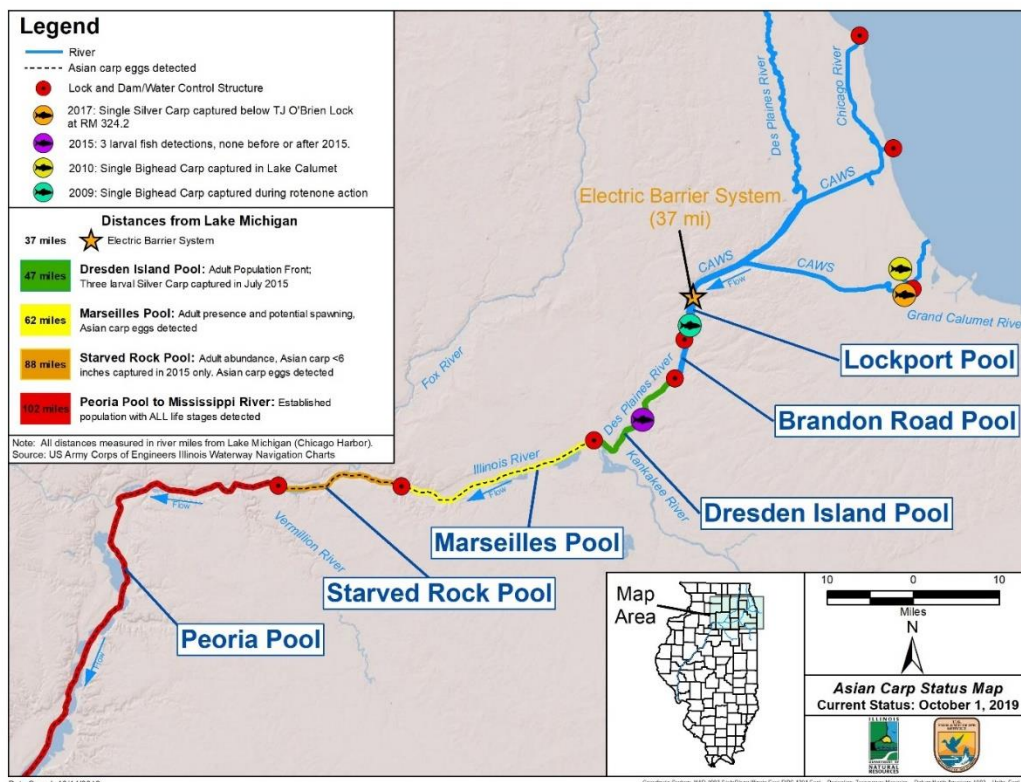 Legend
River
Asian carp eggs detected
Lock and Dam/Water Control Structure
2017: Single Silver Carp captured below TJ O'Brien Lock
at RM 324.2
2015: 3 larval fish detections, none before or after 2015.
2010: Single Bighead Carp captured in Lake Calumet
2009: Single Bighead Carp captured during rotenone action
Distances from Lake Michigan
37 miles Electric Barrier System
47 miles Dresden Island Pool: Adult Population Front;
Three larval Silver Carp captured in July 2015
62 miles Marseilles Pool: Adult presence and potential spawning,
Asian carp eggs detected
88 miles Starved Rock Pool: Adult abundance, Asian carp <6
inches captured in 2015 only. Asian carp eggs detected
102 miles Peoria Pool to Mississippi River: Established
population with ALL life stages detected
Note: All distances measured in river miles from Lake Michigan (Chicago Harbor).
Source: US Army Corps of Engineers Illinois Waterway Navigation Charts
Des Plaines River
Chicago River
CAWS
Electric Barrier System
(37 mi)
CAWS
CAWS
Flow
Grand Calumet River
Fox River
Lockport Pool
Brandon Road Pool
Des Plaines River
Kankakee River
Dresden Island Pool
Illinois River
Flow
Marseilles Pool
Vermillion River
Starved Rock Pool
Flow
Peoria Pool
Flow
Map
Area
10 0 10
Miles
N
Asian Carp Status Map
Current Status: October 1, 2019
ILLINOIS
DEPARTMENT OF
NATURAL
RESOURCES